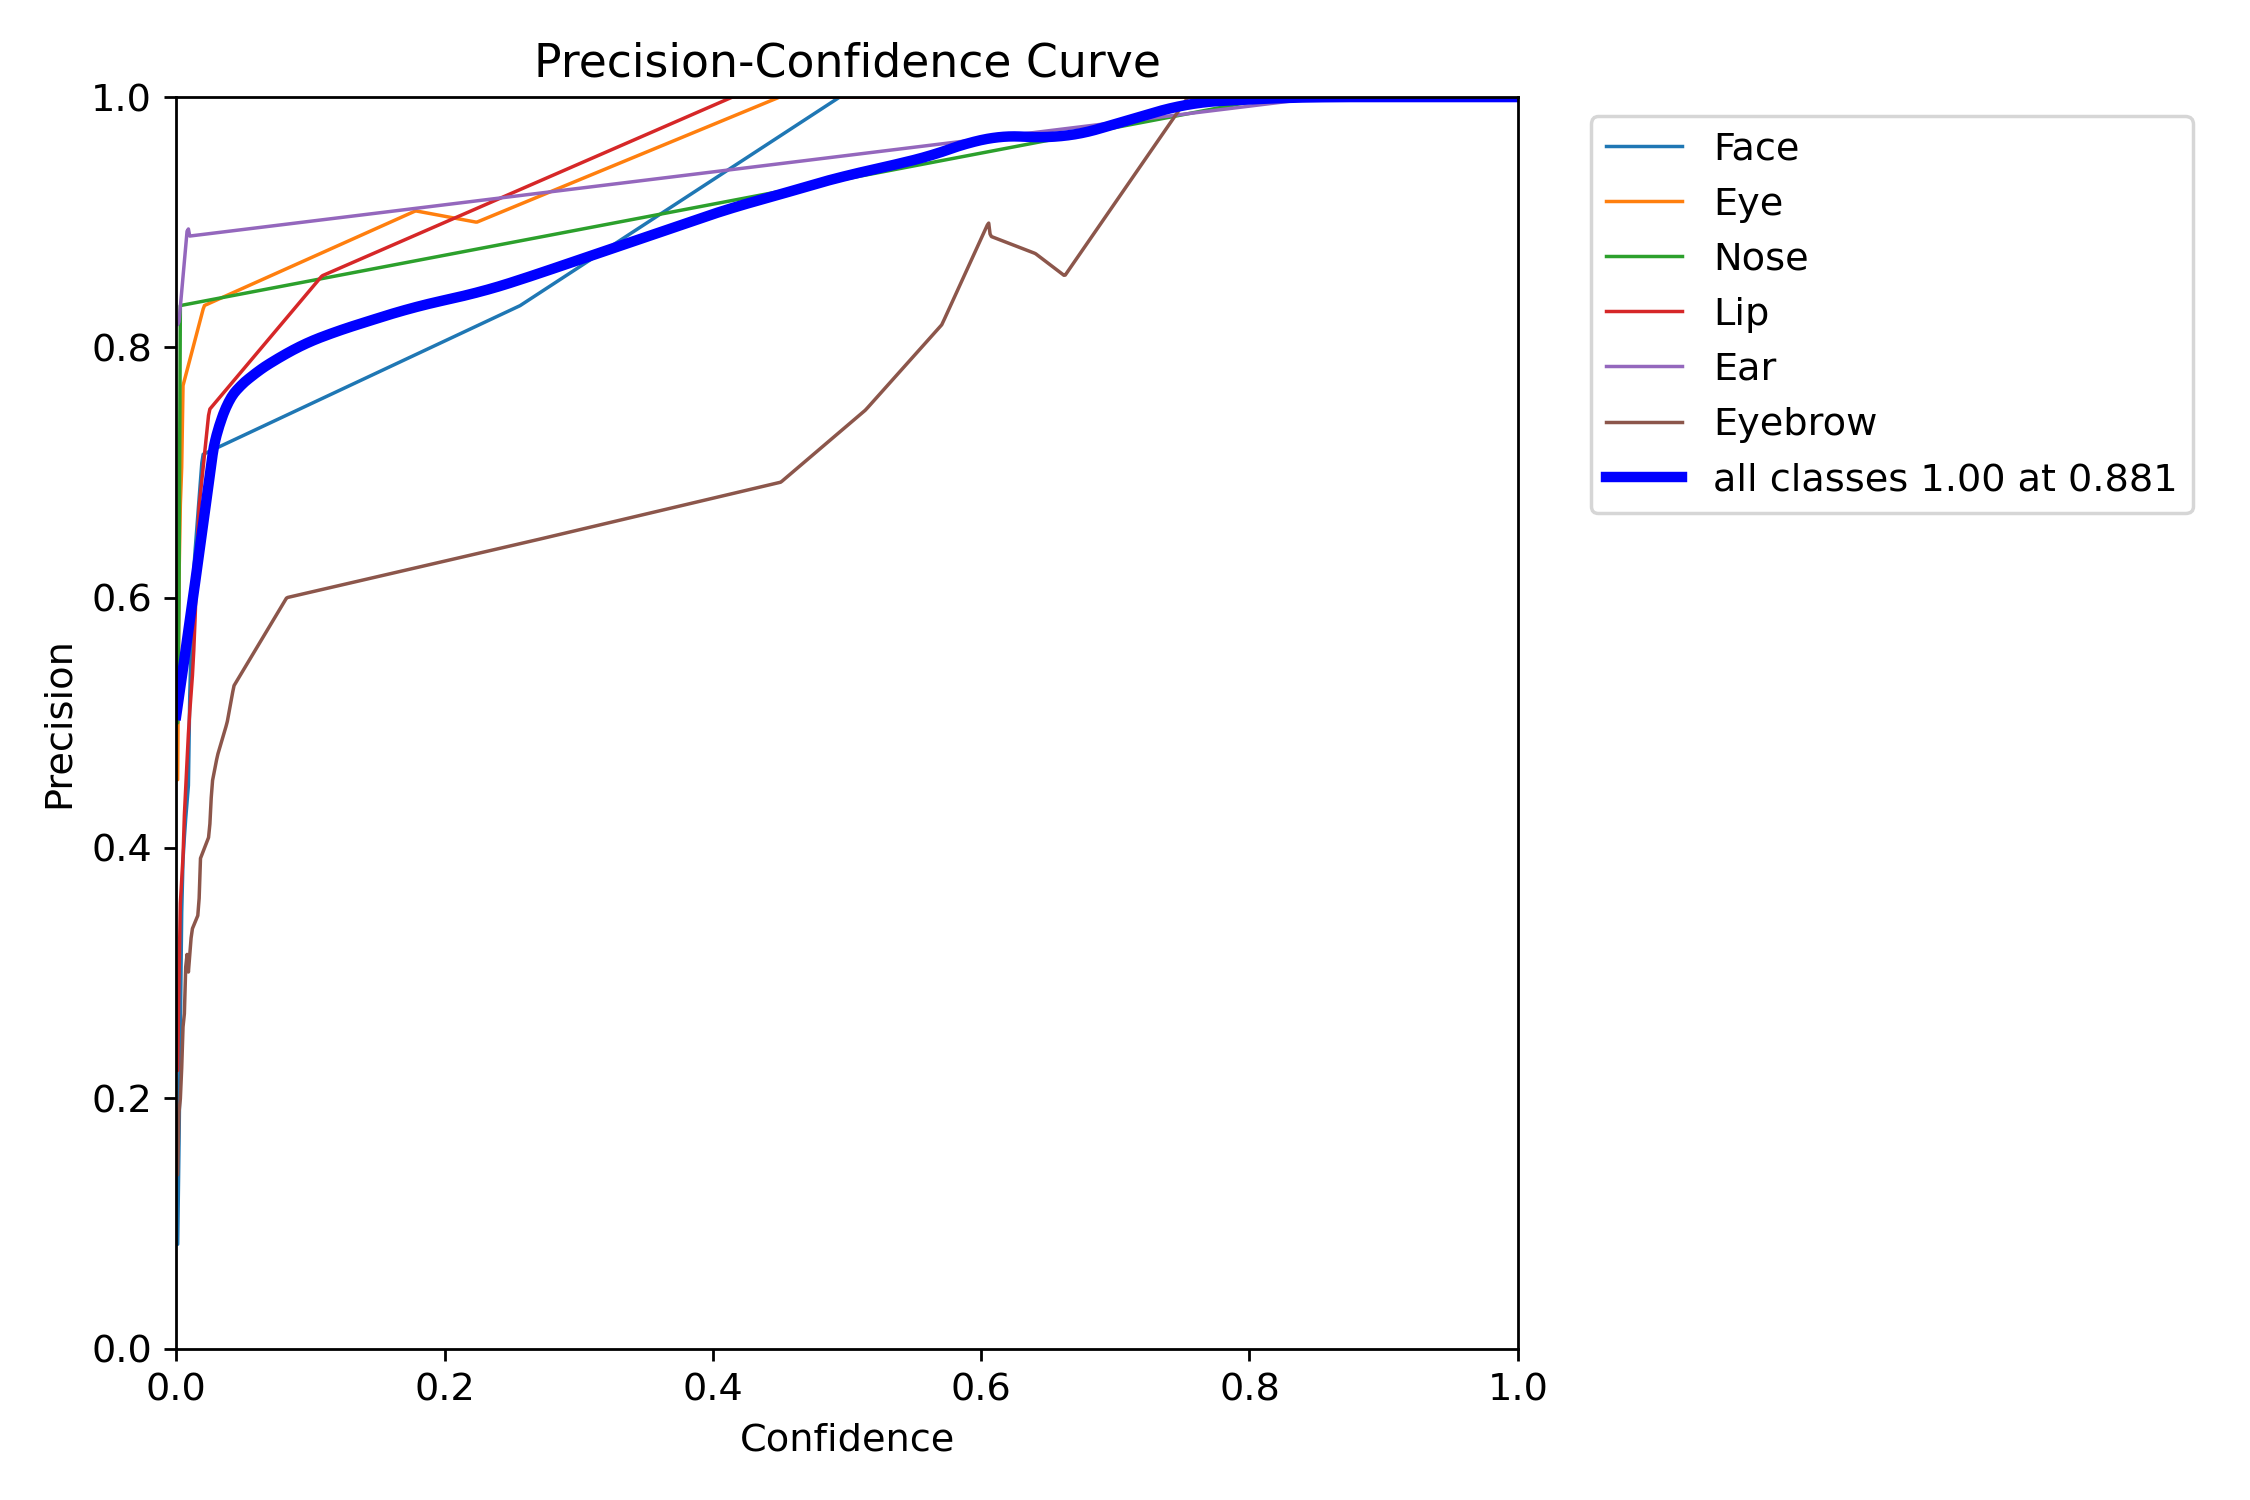 Precision-Confidence Curve
1.0
0.8
0.6
0.4
0.2
0.0
Precision
0.0 0.2 0.4 0.6 0.8 1.0
Confidence
Face
Eye
Nose
Lip
Ear
Eyebrow
all classes 1.00 at 0.881